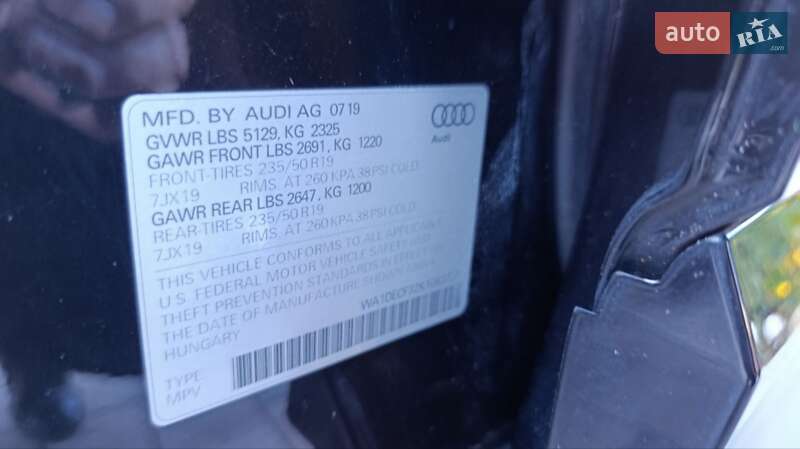 auto RIA
.com
MFD. BY AUDI AG 07 19
Audi
GVWR LBS 5129, KG 2325
GAWR FRONT LBS 2691, KG 1220
FRONT-TIRES 235/50 R19
7JX19 RIMS, AT 260 KPA 38 PSI COLD.
GAWR REAR LBS 2647, KG 1200
REAR-TIRES 235/50 R19
7JX19 RIMS, AT 260 KPA 38 PSI COLD.
THIS VEHICLE CONFORMS TO ALL APPLICABLE
U.S. FEDERAL MOTOR VEHICLE SAFETY AND
THEFT PREVENTION STANDARDS IN EFFECT ON
THE DATE OF MANUFACTURE SHOWN ABOVE
HUNGARY
TYPE
MPV